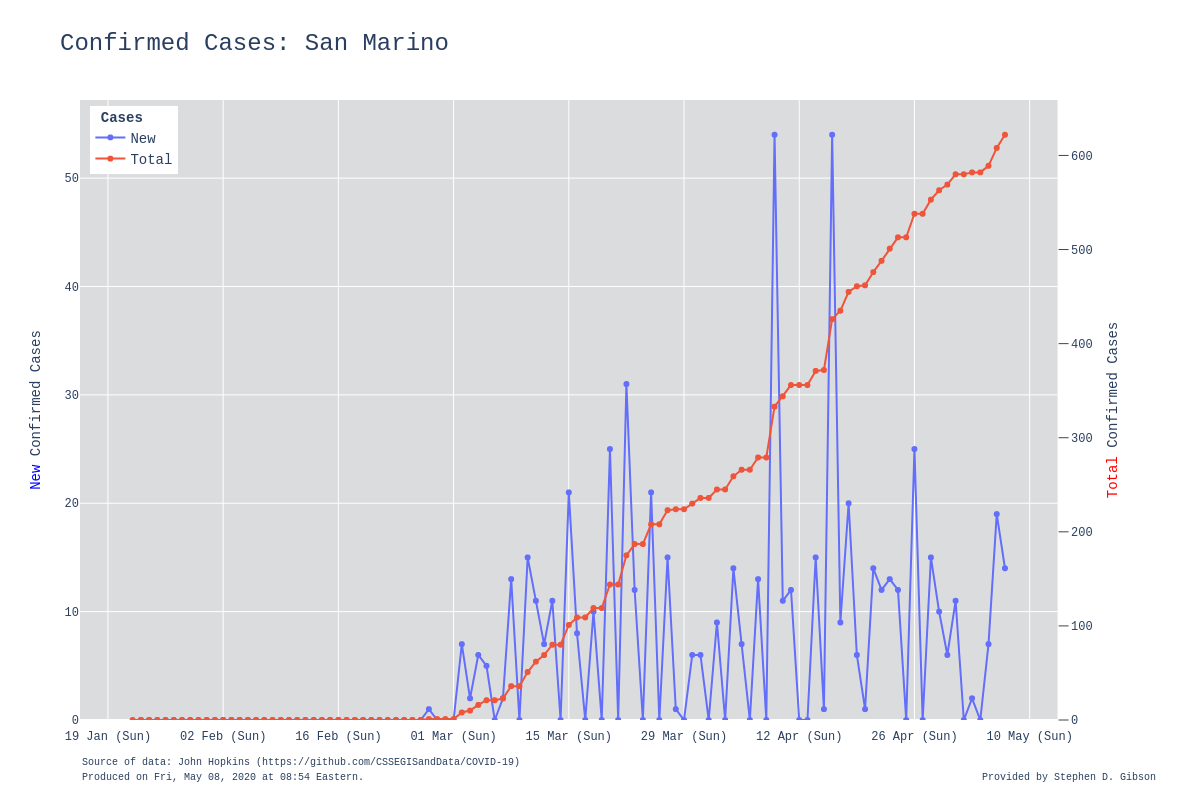 Confirmed Cases: San Marino
Cases
New
Total
50
40
30
20
10
0
600
500
400
300
200
100
0
New Confirmed Cases
Total Confirmed Cases
19 Jan (Sun) 02 Feb (Sun) 16 Feb (Sun) 01 Mar (Sun) 15 Mar (Sun) 29 Mar (Sun) 12 Apr (Sun) 26 Apr (Sun) 10 May (Sun)
Source of data: John Hopkins (https://github.com/CSSEGISandData/COVID-19)
Produced on Fri, May 08, 2020 at 08:54 Eastern.
Provided by Stephen D. Gibson